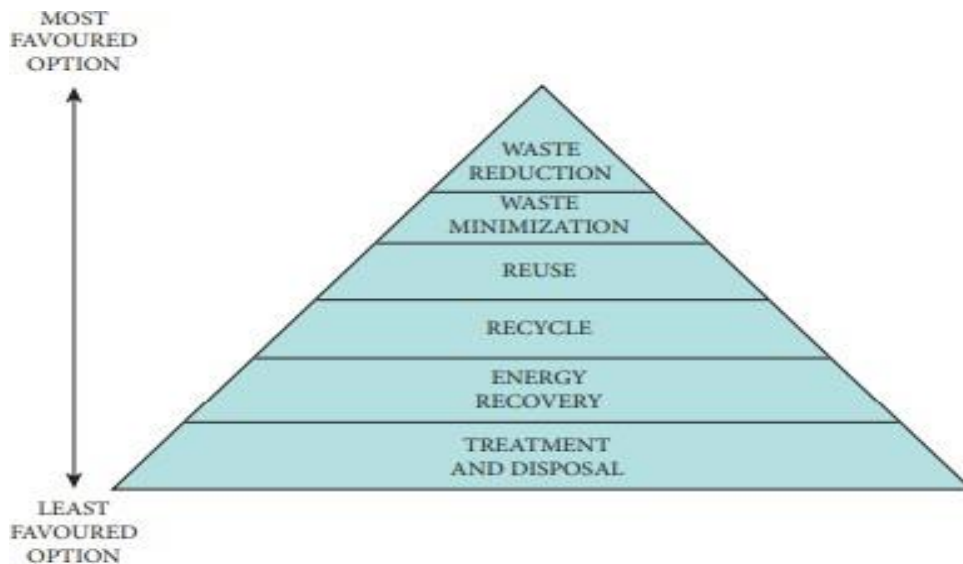 MOST
FAVOURED
OPTION
WASTE
REDUCTION
WASTE
MINIMIZATION
REUSE
RECYCLE
ENERGY
RECOVERY
TREATMENT
AND DISPOSAL
LEAST
FAVOURED
OPTION